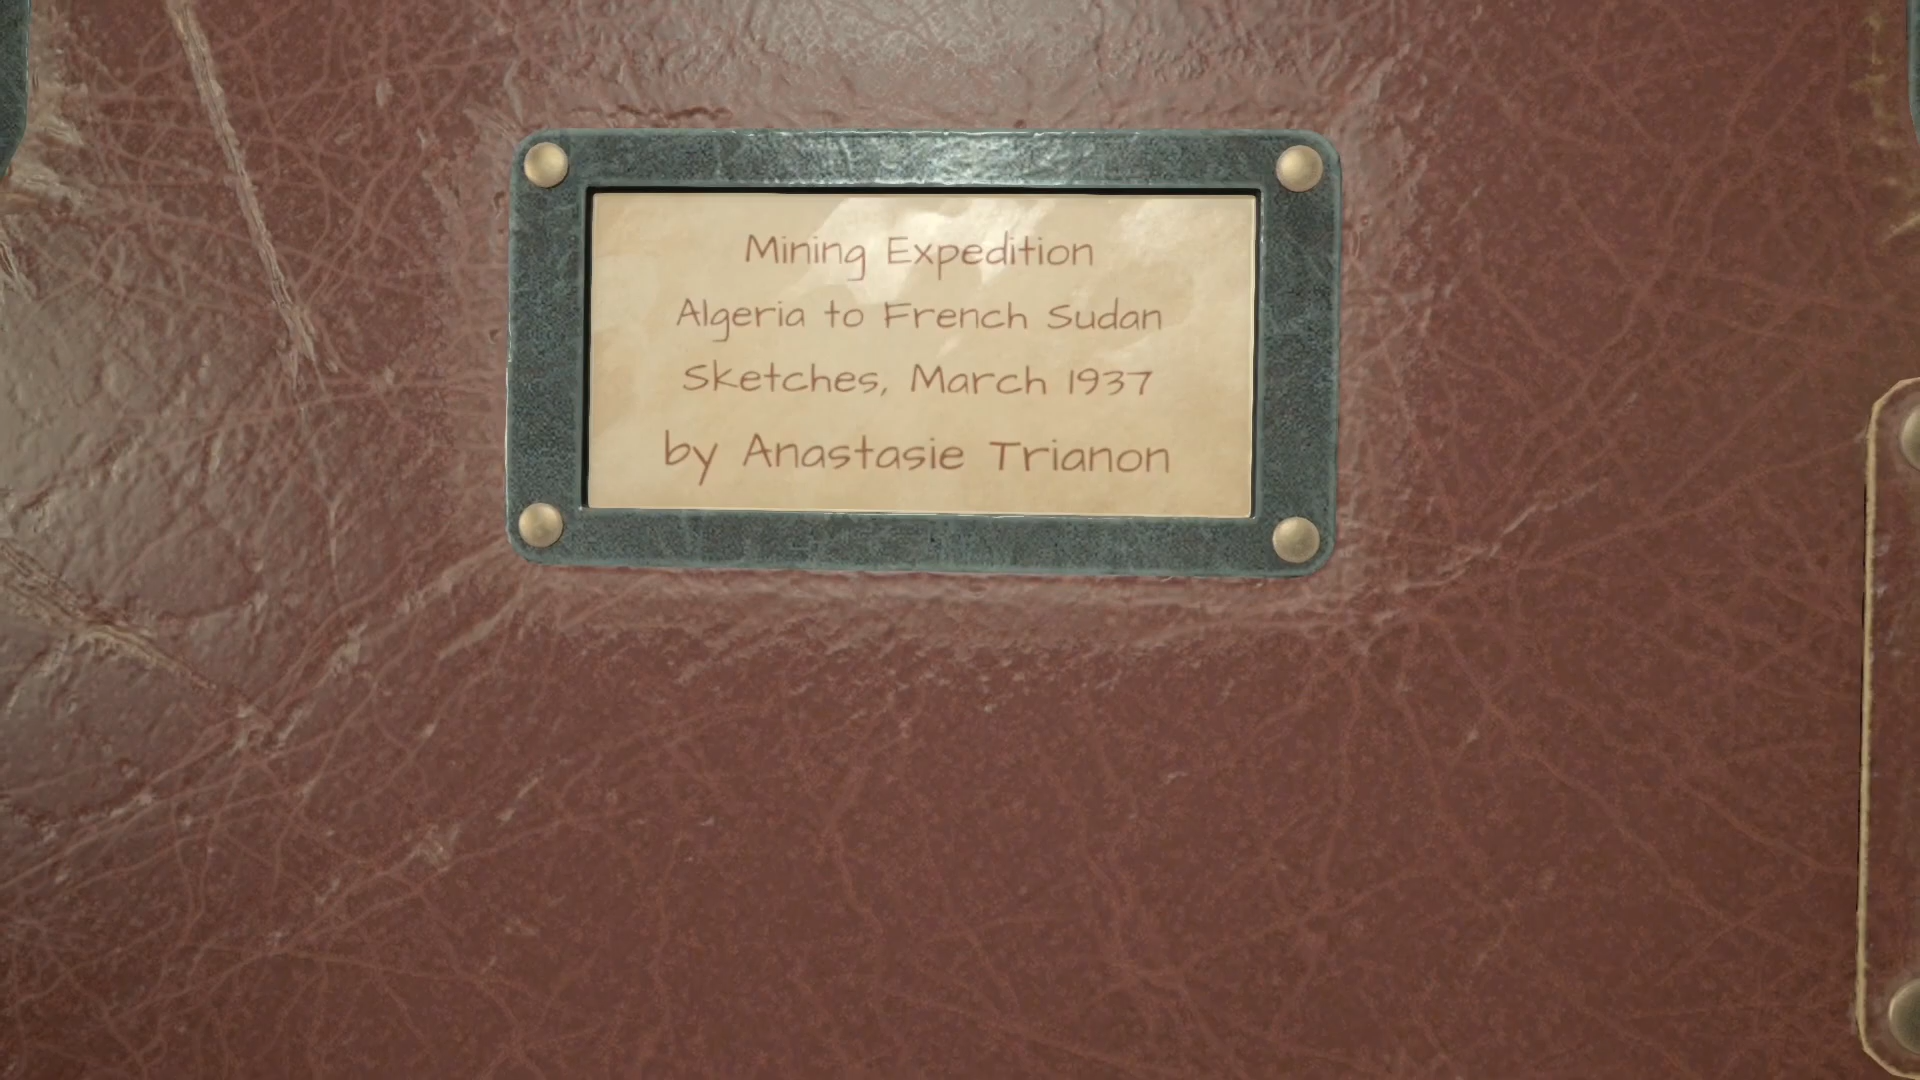 Mining Expedition
Algeria to French Sudan
Sketches, March 1937
by Anastasie Trianon